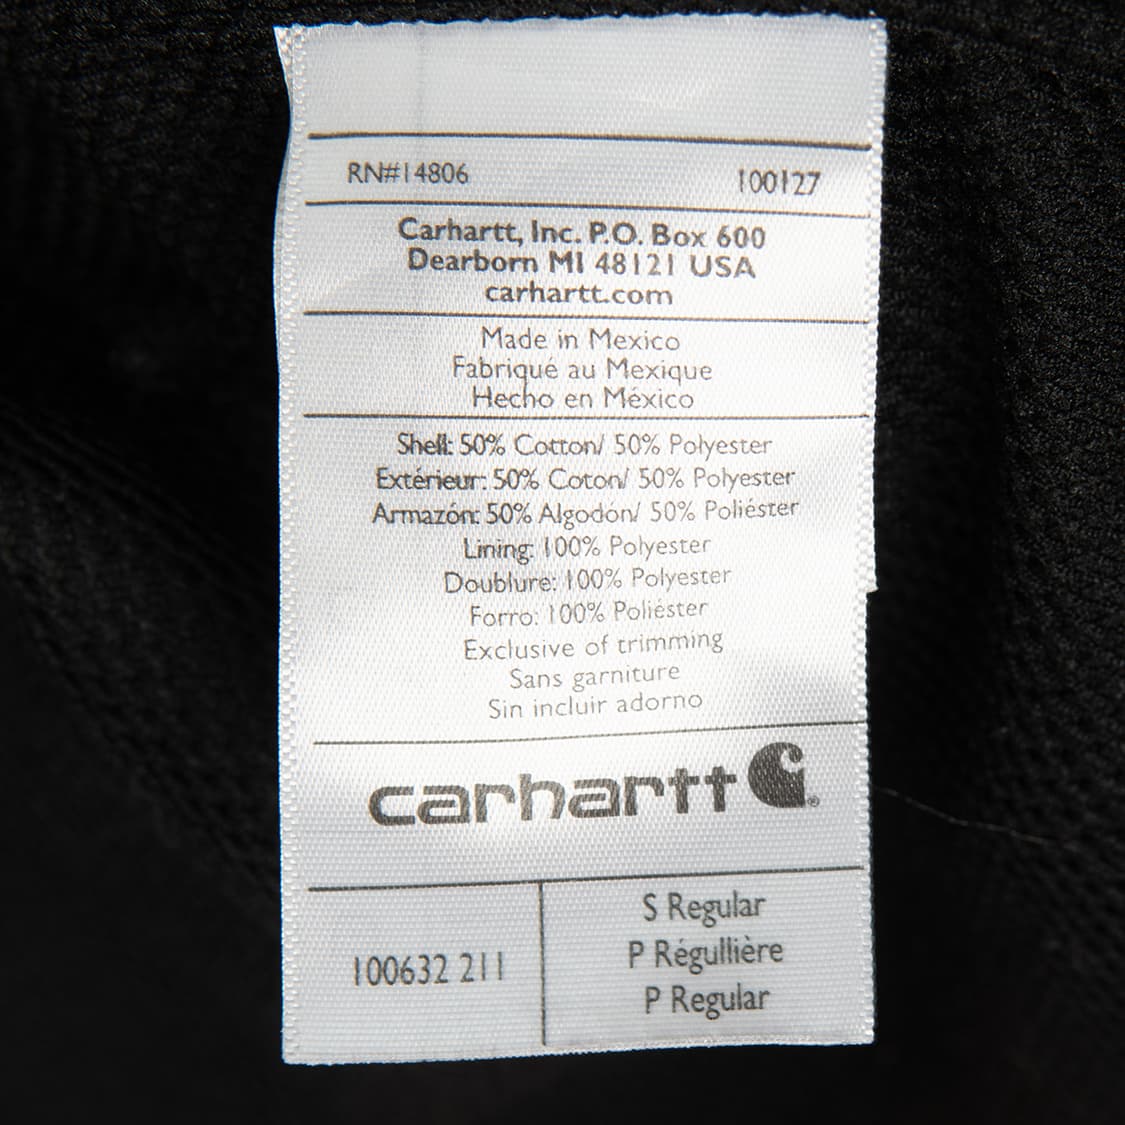 RN#14806 100127
Carhartt, Inc. P.O. Box 600
Dearborn MI 48121 USA
carhartt.com
Made in Mexico
Fabriqué au Mexique
Hecho en México
Shell: 50% Cotton/ 50% Polyester
Extérieur: 50% Coton/ 50% Polyester
Armazón: 50% Algodón/ 50% Poliéster
Lining: 100% Polyester
Doublure: 100% Polyester
Forro: 100% Poliéster
Exclusive of trimming
Sans garniture
Sin incluir adorno
carhartt ®
100632 211
S Regular
P Régullière
P Regular